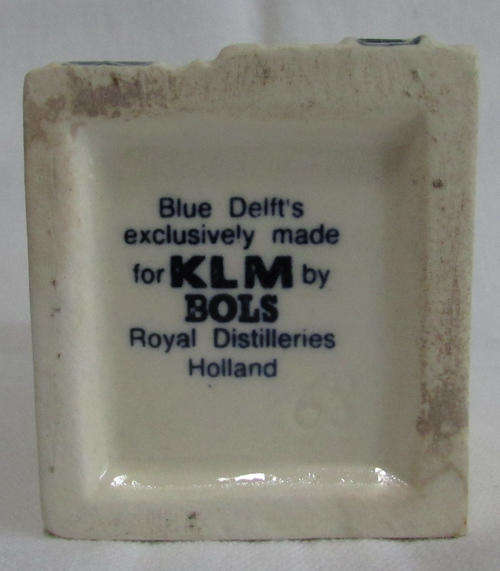 Blue Delft's
exclusively made
for KLM by
BOLS
Royal Distilleries
Holland